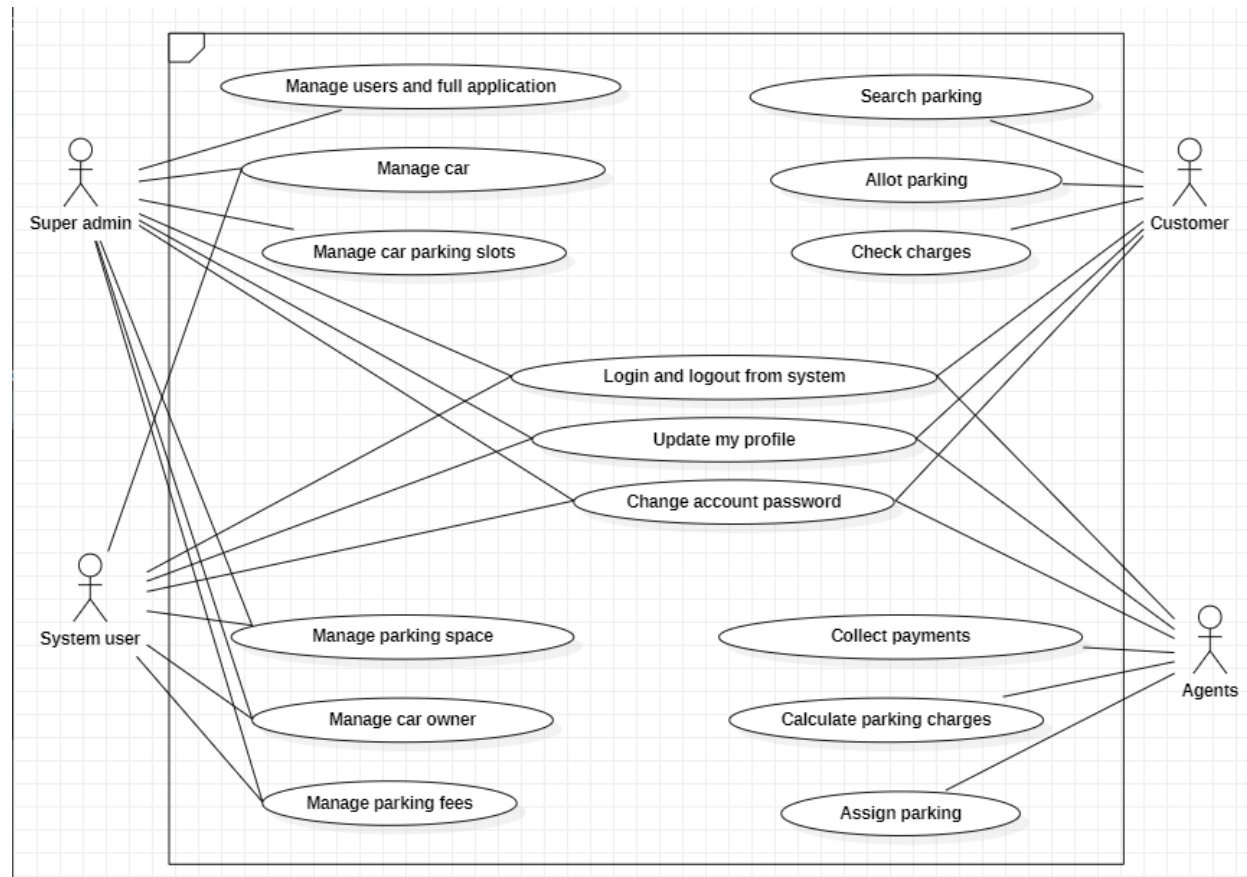 Manage users and full application
Search parking
Manage car
Allot parking
Super admin
Customer
Manage car parking slots
Check charges
Login and logout from system
Update my profile
Change account password
System user
Manage parking space
Collect payments
Agents
Manage car owner
Calculate parking charges
Manage parking fees
Assign parking